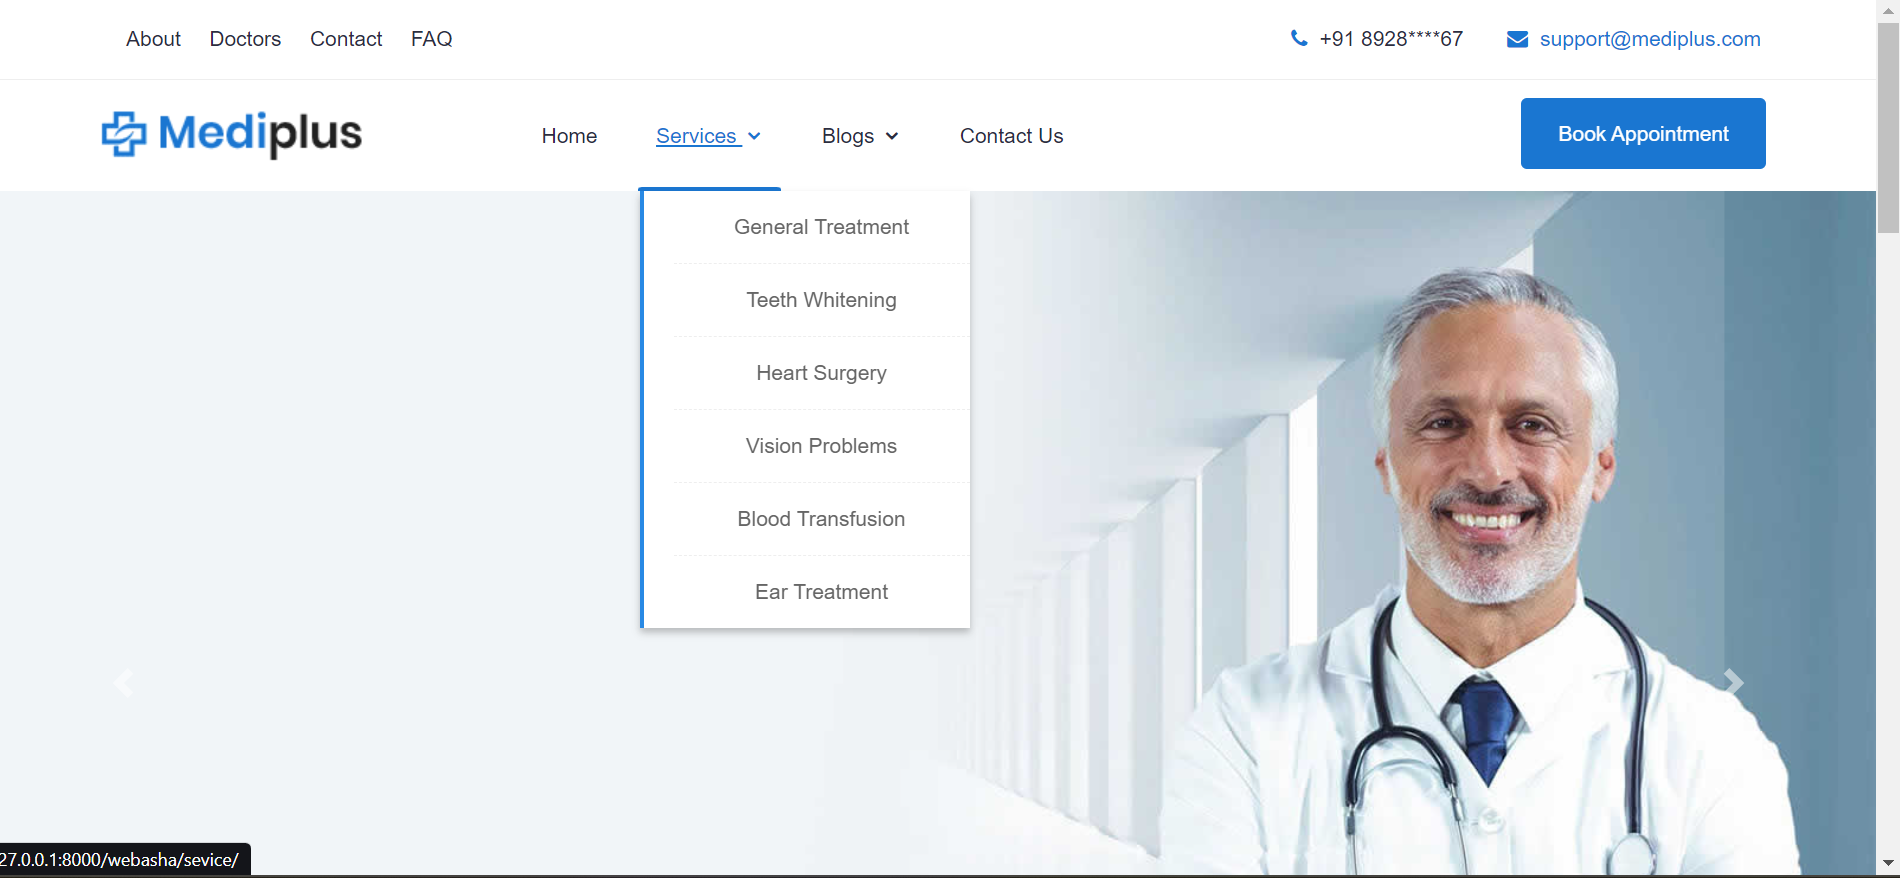 About Doctors Contact FAQ +91 8928****67 support@mediplus.com
Mediplus Home Services Blogs Contact Us Book Appointment
General Treatment
Teeth Whitening
Heart Surgery
Vision Problems
Blood Transfusion
Ear Treatment
27.0.0.1:8000/webasha/sevice/